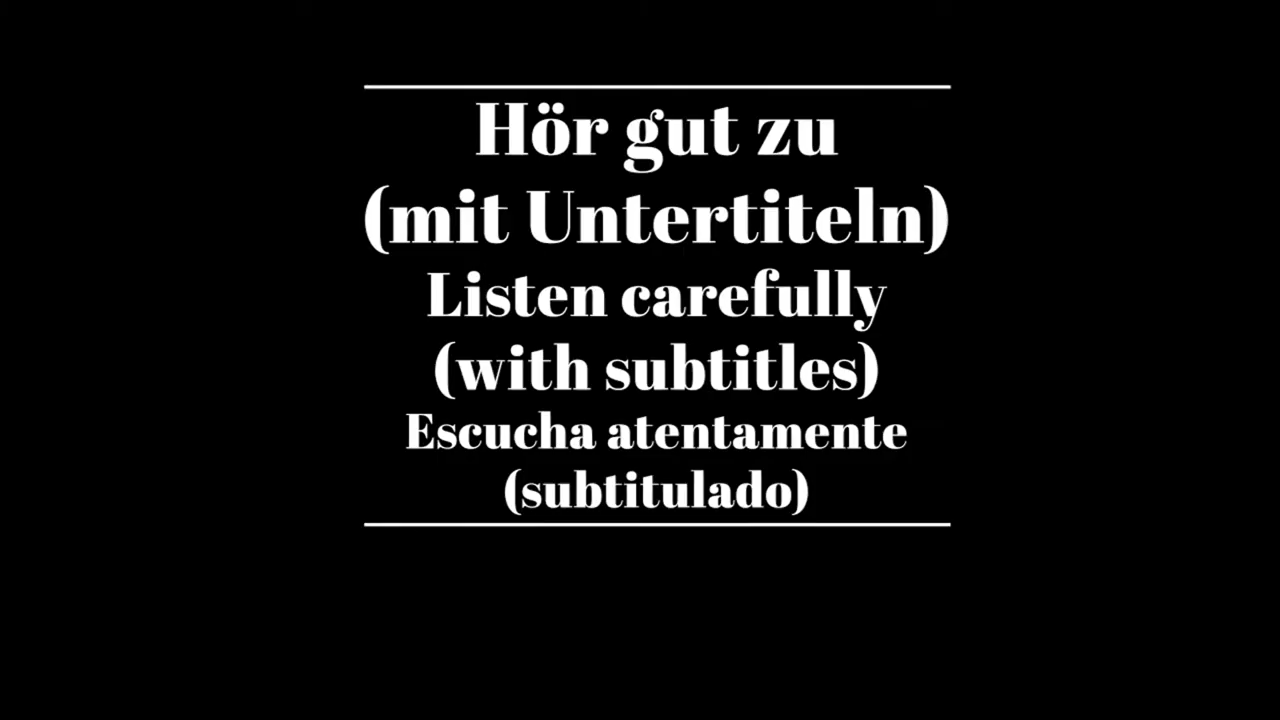 Hör gut zu
(mit Untertiteln)
Listen carefully
(with subtitles)
Escucha atentamente
(subtitulado)